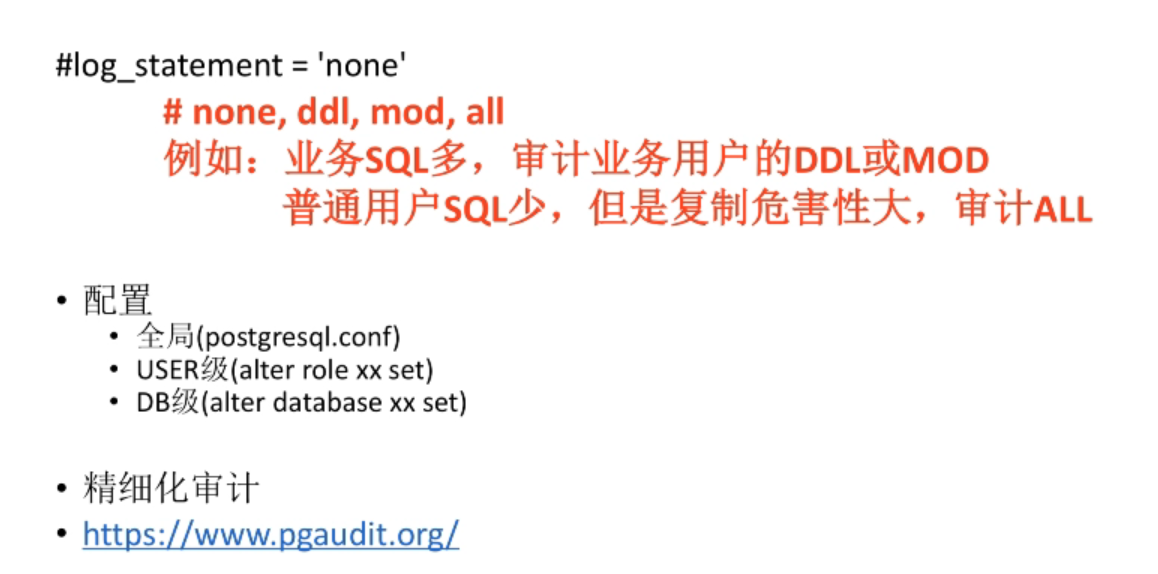 #log_statement = 'none'
# none, ddl, mod, all
例如：业务SQL多，审计业务用户的DDL或MOD
普通用户SQL少，但是复制危害性大，审计ALL
• 配置
• 全局(postgresql.conf)
• USER级(alter role xx set)
• DB级(alter database xx set)
• 精细化审计
• https://www.pgaudit.org/